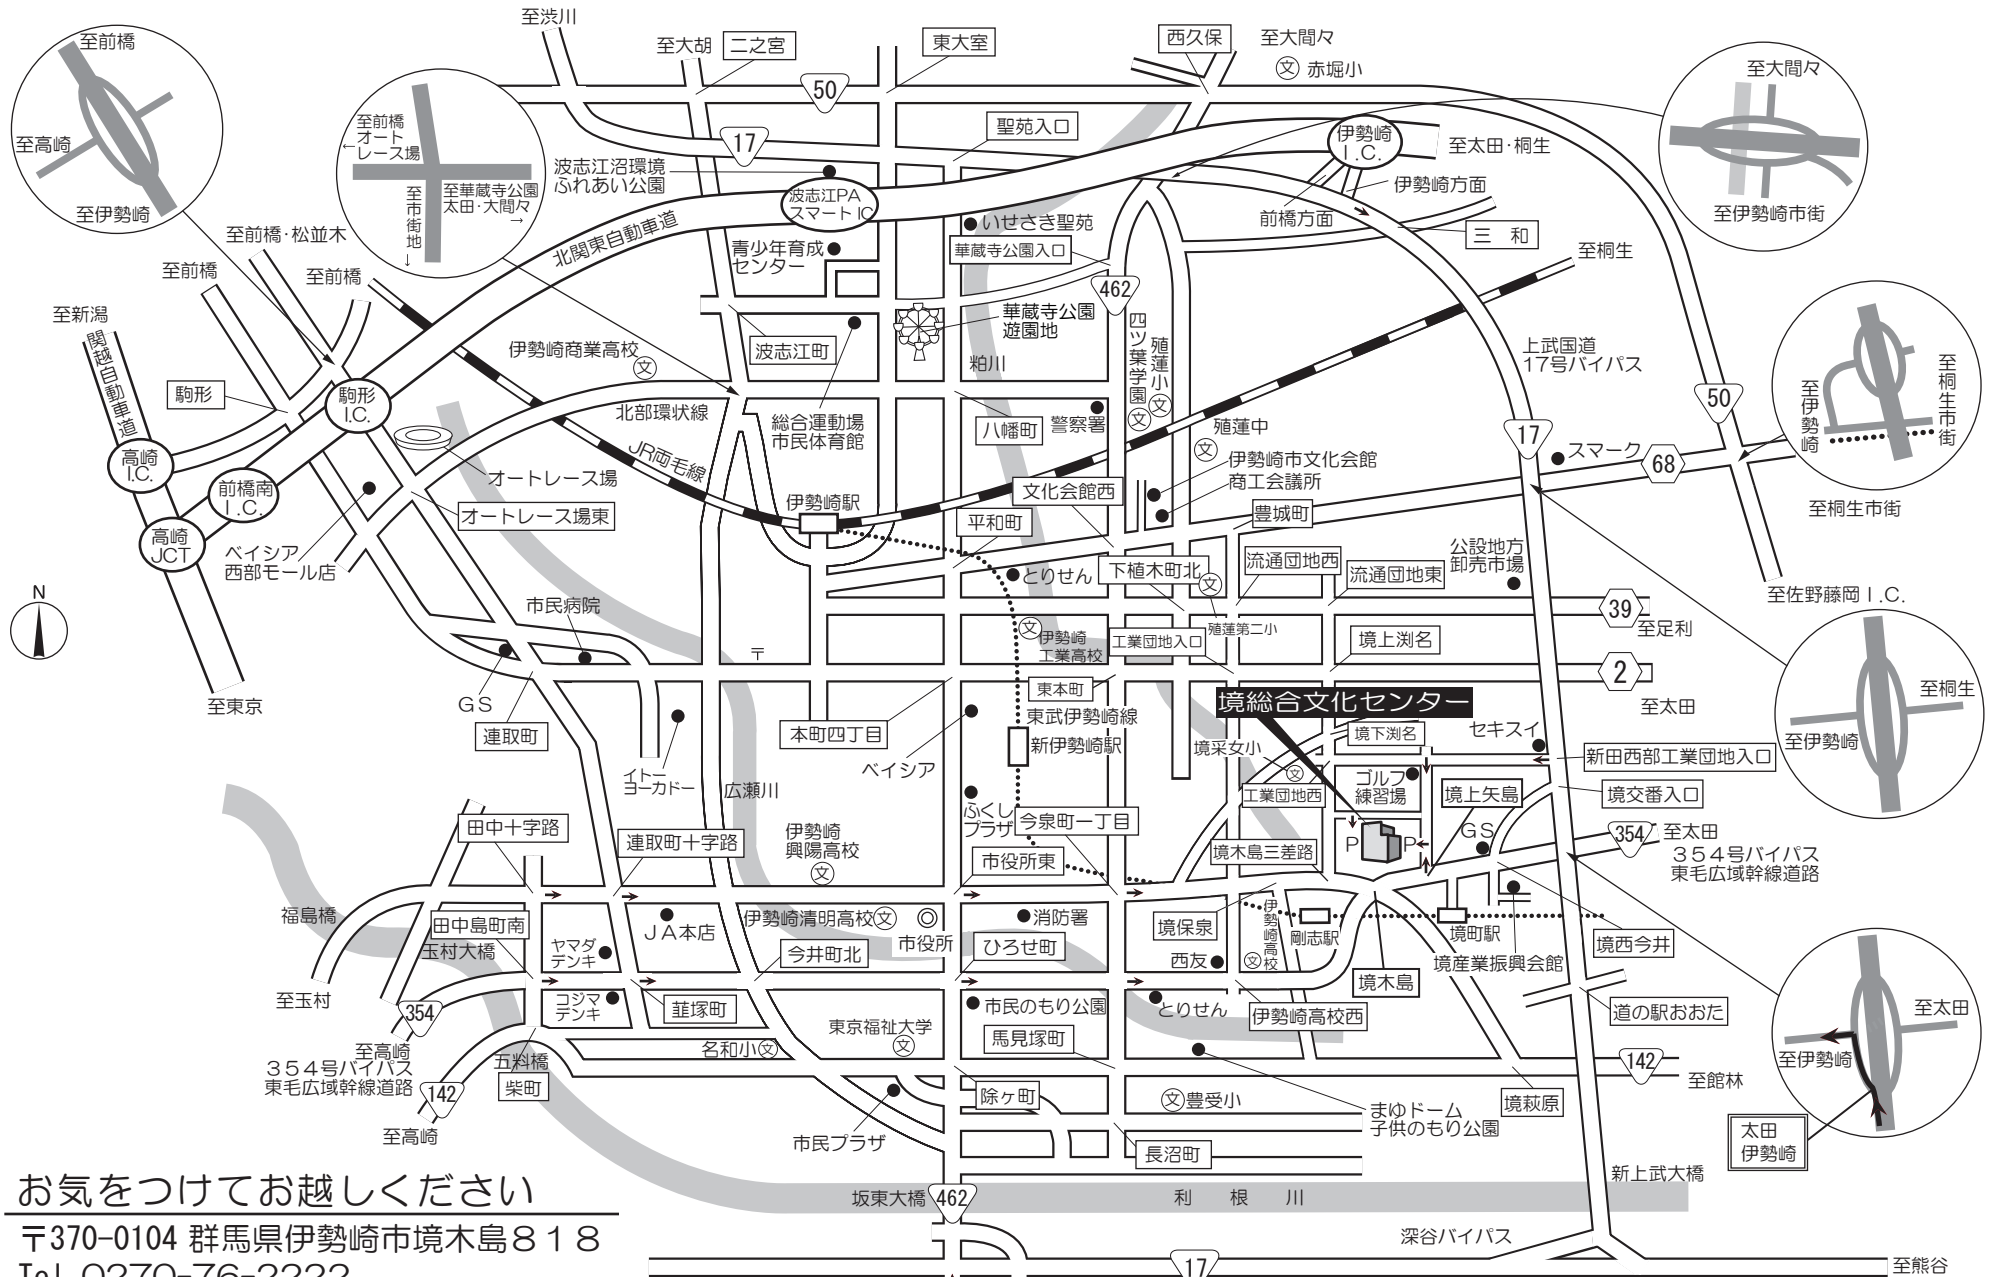 至渋川
至大胡
二之宮
東大室
西久保
至大間々
文 赤堀小
至前橋
至高崎
至伊勢崎
至前橋
オート
レース場
←
至市街地
↓
至華蔵寺公園
太田・大間々
→
50
17
聖苑入口
伊勢崎
I.C.
至太田・桐生
至大間々
至伊勢崎市街
波志江沼環境
ふれあい公園
波志江PA
スマートIC
伊勢崎方面
前橋方面
三 和
至桐生
いせさき聖苑
華蔵寺公園入口
462
至前橋・松並木
至前橋
至前橋
北関東自動車道
青少年育成
センター
華蔵寺公園
遊園地
至新潟
関越自動車道
伊勢崎商業高校
文
波志江町
粕川
四ツ葉学園
文
殖蓮小
文
上武国道
17号バイパス
至伊勢崎
至桐生市街
駒形
駒形
I.C.
北部環状線
総合運動場
市民体育館
八幡町
警察署
殖蓮中
文
50
17
スマーク
68
高崎
I.C.
前橋南
I.C.
オートレース場
JR両毛線
伊勢崎市文化会館
商工会議所
文化会館西
伊勢崎駅
オートレース場東
平和町
豊城町
至桐生市街
高崎
JCT
ベイシア
西部モール店
とりせん
下植木町北
文
流通団地西
流通団地東
公設地方
卸売市場
至佐野藤岡I.C.
N
39
至足利
市民病院
〒
文
伊勢崎
工業高校
工業団地入口
殖蓮第二小
境上渕名
2
至太田
至桐生
至伊勢崎
至東京
GS
連取町
本町四丁目
東本町
東武伊勢崎線
新伊勢崎駅
境総合文化センター
境下渕名
セキスイ
境采女小
文
新田西部工業団地入口
イトー
ヨーカドー
広瀬川
ベイシア
工業団地西
ゴルフ
練習場
境上矢島
境交番入口
ふくし
プラザ
今泉町一丁目
田中十字路
連取町十字路
伊勢崎
興陽高校
文
市役所東
境木島三差路
P
P
GS
354
至太田
354号バイパス
東毛広域幹線道路
福島橋
田中島町南
玉村大橋
ヤマダ
デンキ
JA本店
伊勢崎清明高校 文
市役所
消防署
境保泉
伊勢崎高校
文
剛志駅
境町駅
境西今井
今井町北
ひろせ町
西友
境木島
境産業振興会館
至玉村
354
コジマ
デンキ
韮塚町
市民のもり公園
とりせん
伊勢崎高校西
道の駅おおた
至太田
至伊勢崎
至高崎
354号バイパス
東毛広域幹線道路
五料橋
名和小 文
東京福祉大学
文
馬見塚町
142
至館林
142
柴町
除ヶ町
文 豊受小
まゆドーム
子供のもり公園
境萩原
至高崎
市民プラザ
長沼町
太田
伊勢崎
新上武大橋
お気をつけてお越しください
坂東大橋
462
利 根 川
〒370-0104 群馬県伊勢崎市境木島818
深谷バイパス
17
至熊谷
Tel 0270-76-2222